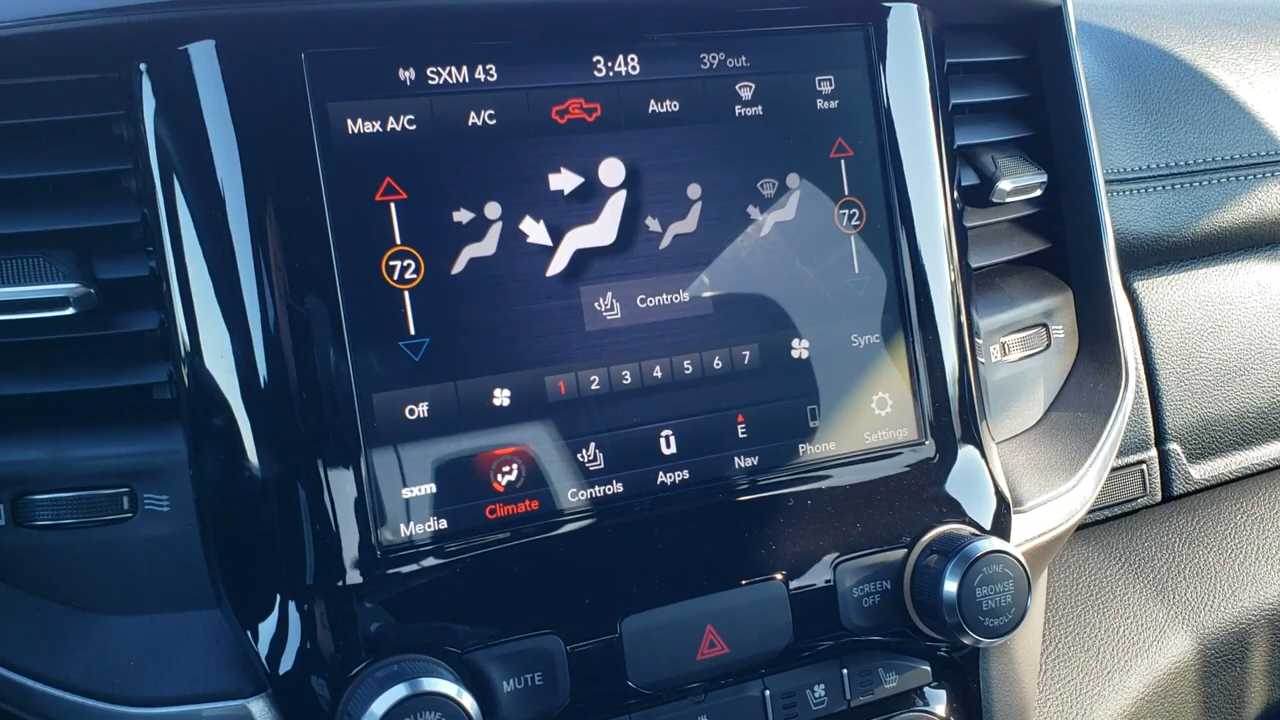 SXM 43 3:48 39° out.
Max A/C A/C Auto Front Rear
72 72
Controls
Sync
Off 1 2 3 4 5 6 7
sxm E
Media Climate Controls Apps Nav Phone Settings
SCREEN OFF
TUNE
BROWSE
ENTER
SCROLL
MUTE
VOLUME